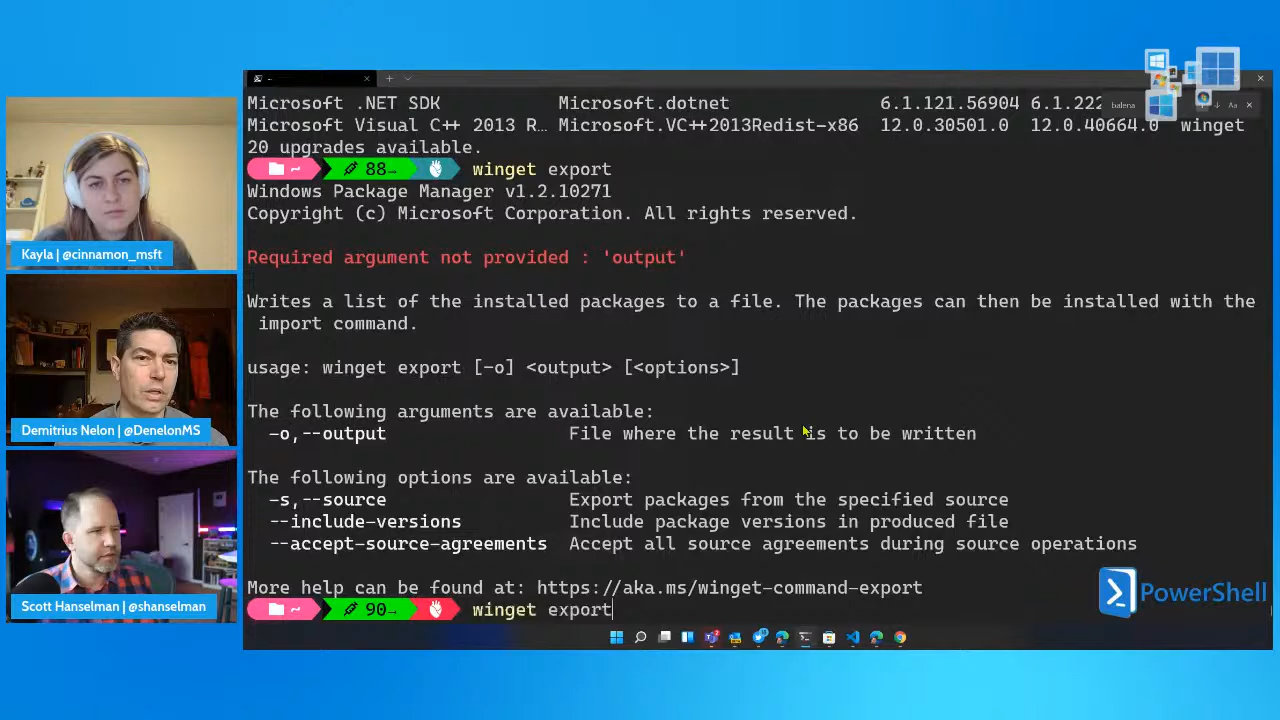 Kayla | @cinnamon_msft
Demitrius Nelon | @DenelonMS
Scott Hanselman | @shanselman
balena
Aa
Microsoft .NET SDK Microsoft.dotnet 6.1.121.56904 6.1.222
Microsoft Visual C++ 2013 R… Microsoft.VC++2013Redist-x86 12.0.30501.0 12.0.40664.0 winget
20 upgrades available.
~ 88 winget export
Windows Package Manager v1.2.10271
Copyright (c) Microsoft Corporation. All rights reserved.
Required argument not provided : 'output'
Writes a list of the installed packages to a file. The packages can then be installed with the
import command.
usage: winget export [-o] <output> [<options>]
The following arguments are available:
-o,--output File where the result is to be written
The following options are available:
-s,--source Export packages from the specified source
--include-versions Include package versions in produced file
--accept-source-agreements Accept all source agreements during source operations
More help can be found at: https://aka.ms/winget-command-export
~ 90 winget export
PowerShell